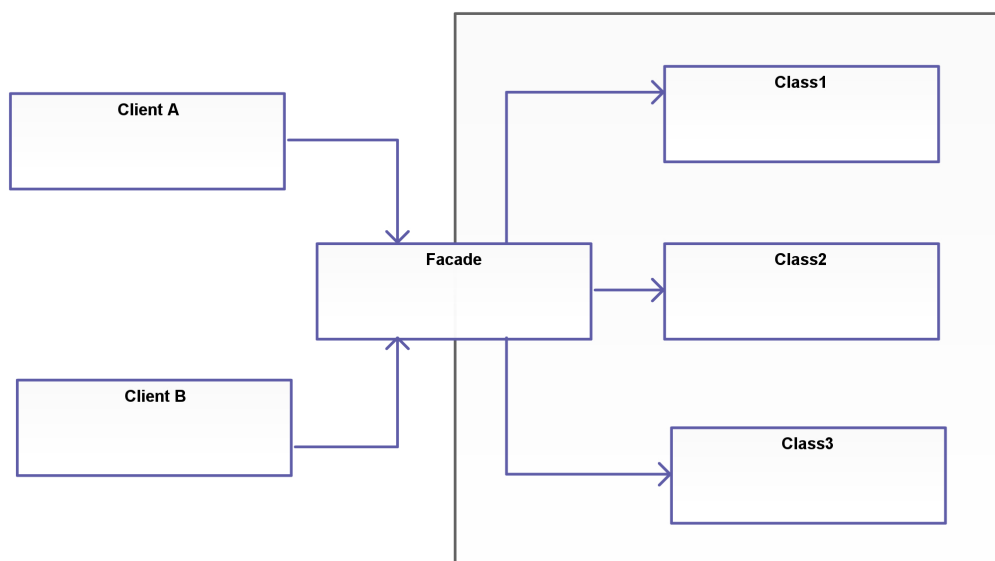 Client A
Client B
Facade
Class1
Class2
Class3